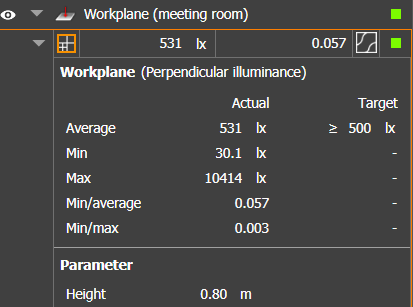 Workplane (meeting room)
531 lx 0.057
Workplane (Perpendicular illuminance)
Actual Target
Average 531 lx ≥ 500 lx
Min 30.1 lx -
Max 10414 lx -
Min/average 0.057 -
Min/max 0.003 -
Parameter
Height 0.80 m